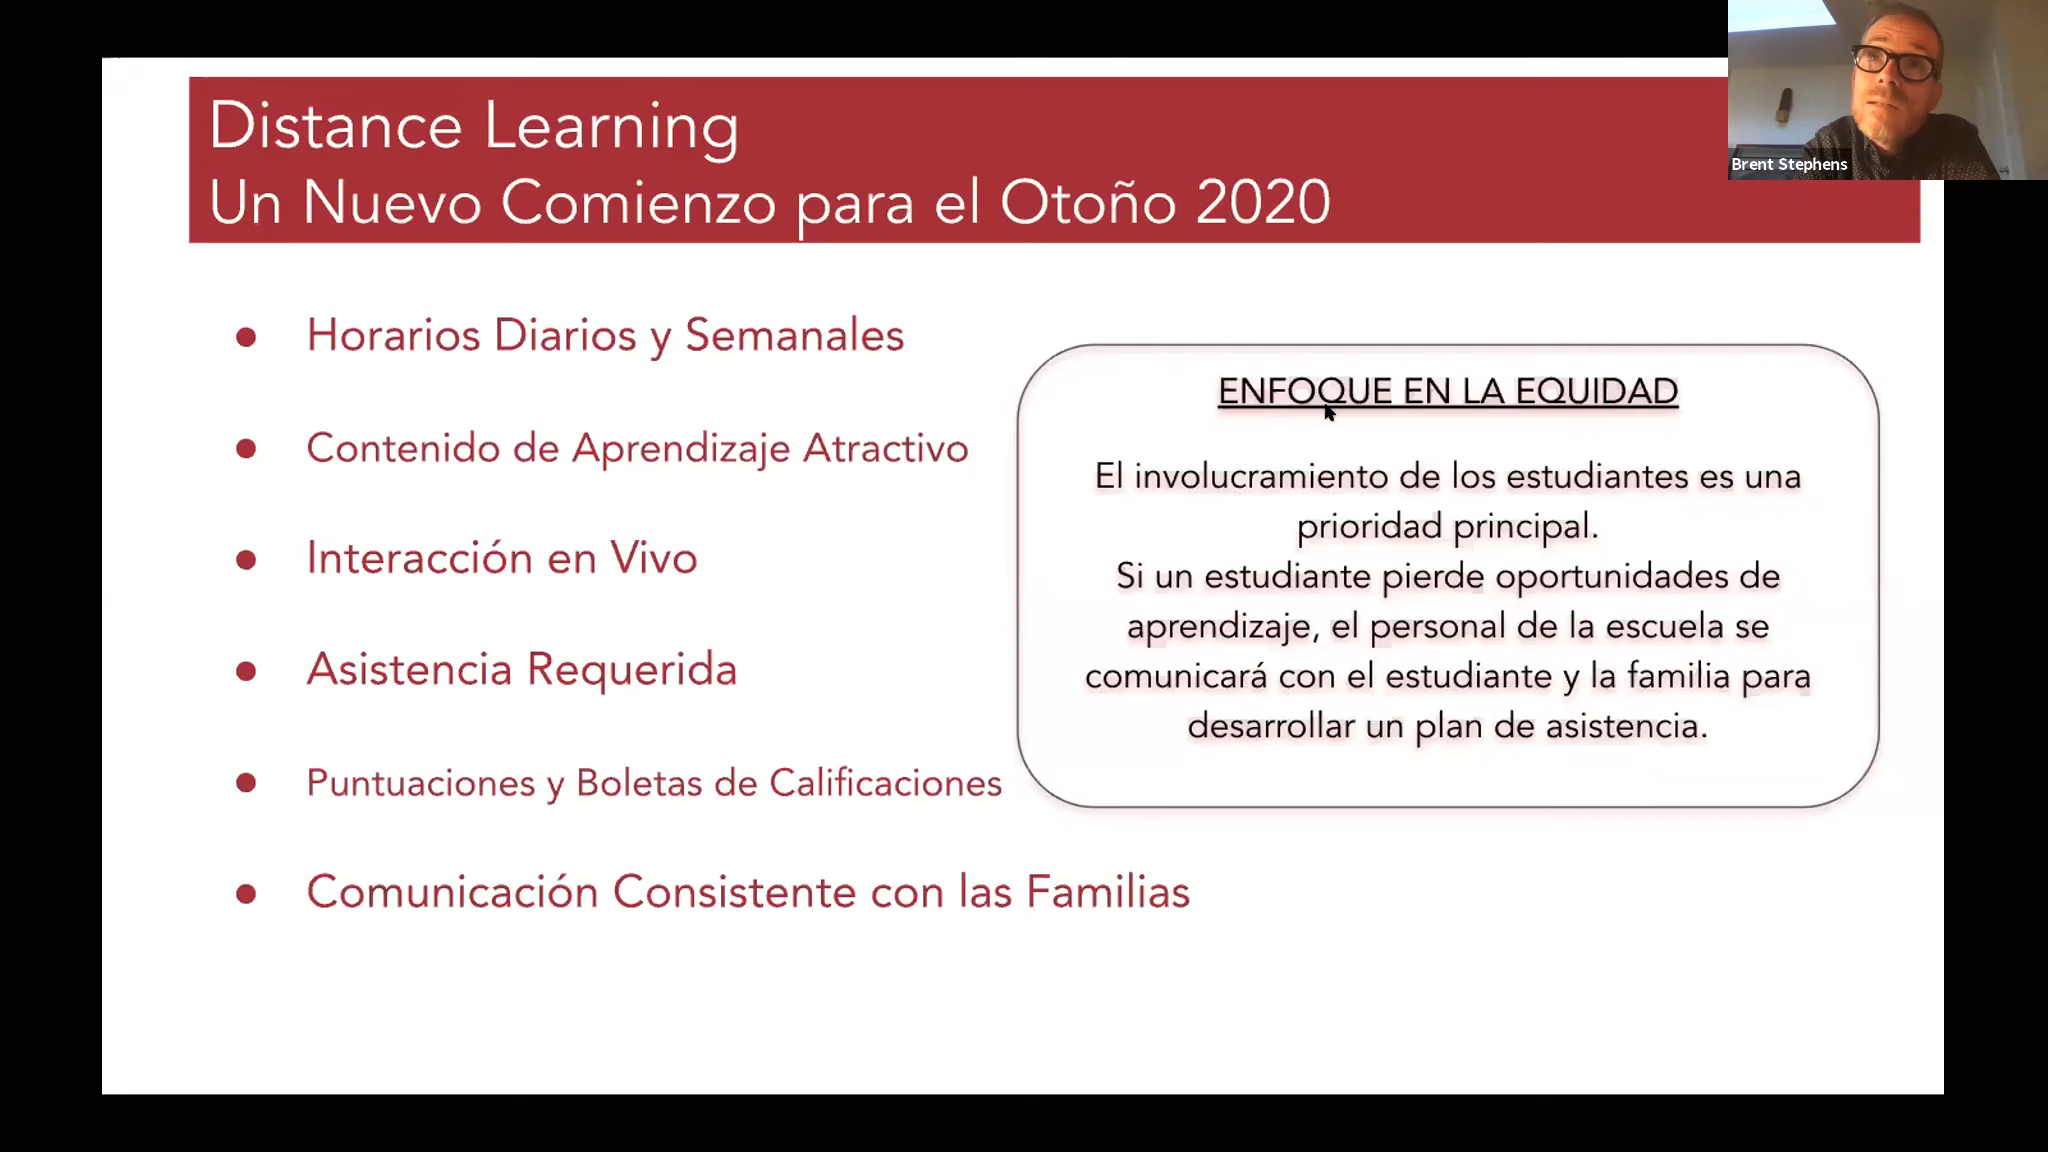 Distance Learning
Un Nuevo Comienzo para el Otoño 2020
Brent Stephens
● Horarios Diarios y Semanales
● Contenido de Aprendizaje Atractivo
● Interacción en Vivo
● Asistencia Requerida
● Puntuaciones y Boletas de Calificaciones
● Comunicación Consistente con las Familias
ENFOQUE EN LA EQUIDAD
El involucramiento de los estudiantes es una
prioridad principal.
Si un estudiante pierde oportunidades de
aprendizaje, el personal de la escuela se
comunicará con el estudiante y la familia para
desarrollar un plan de asistencia.